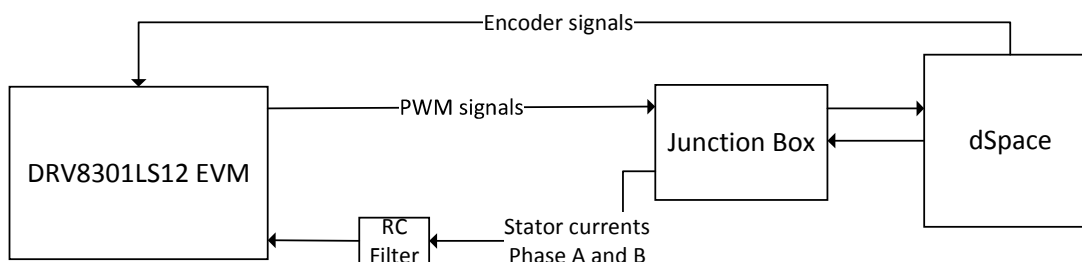 Encoder signals
PWM signals
DRV8301LS12 EVM
Junction Box
dSpace
RC
Filter
Stator currents
Phase A and B